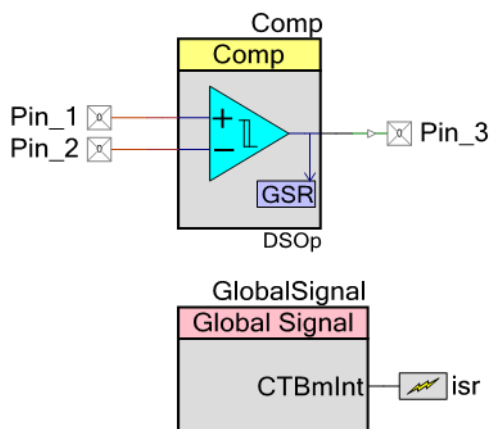 Comp
Comp
Pin_1
+
Pin_2
−
Pin_3
GSR
DSOp
GlobalSignal
Global Signal
CTBmInt
isr